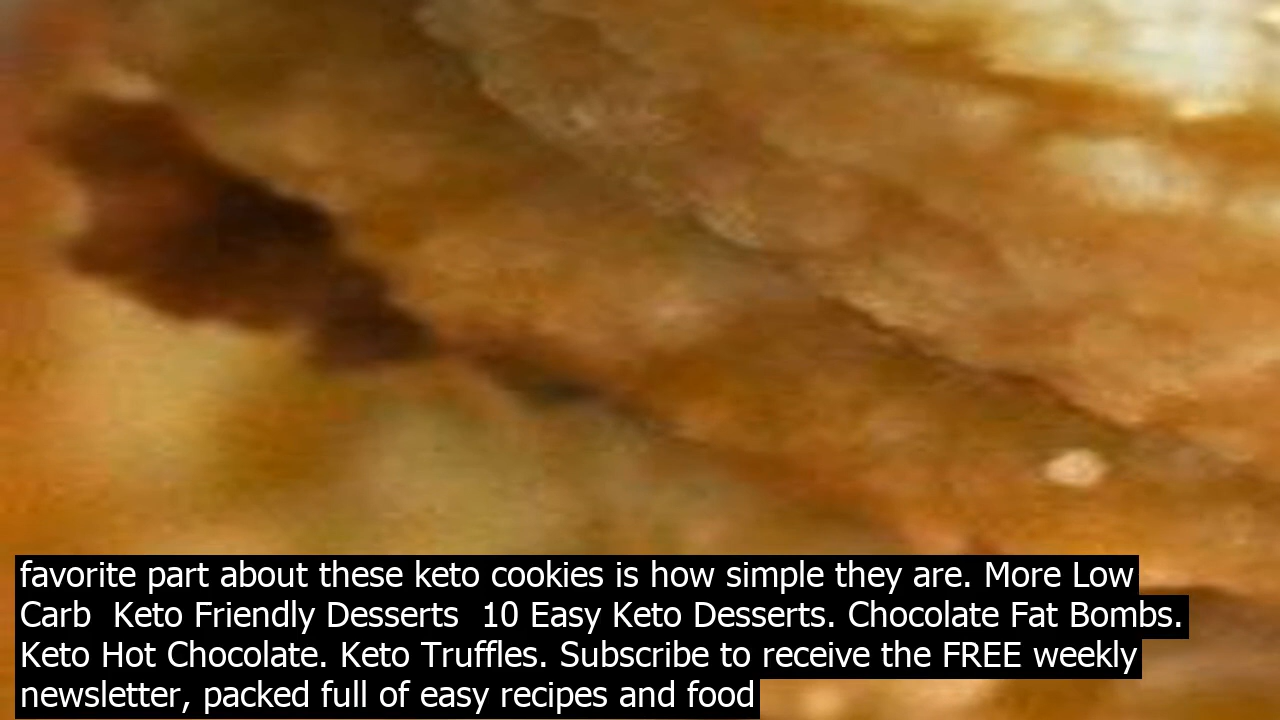 favorite part about these keto cookies is how simple they are. More Low
Carb  Keto Friendly Desserts  10 Easy Keto Desserts. Chocolate Fat Bombs.
Keto Hot Chocolate. Keto Truffles. Subscribe to receive the FREE weekly
newsletter, packed full of easy recipes and food